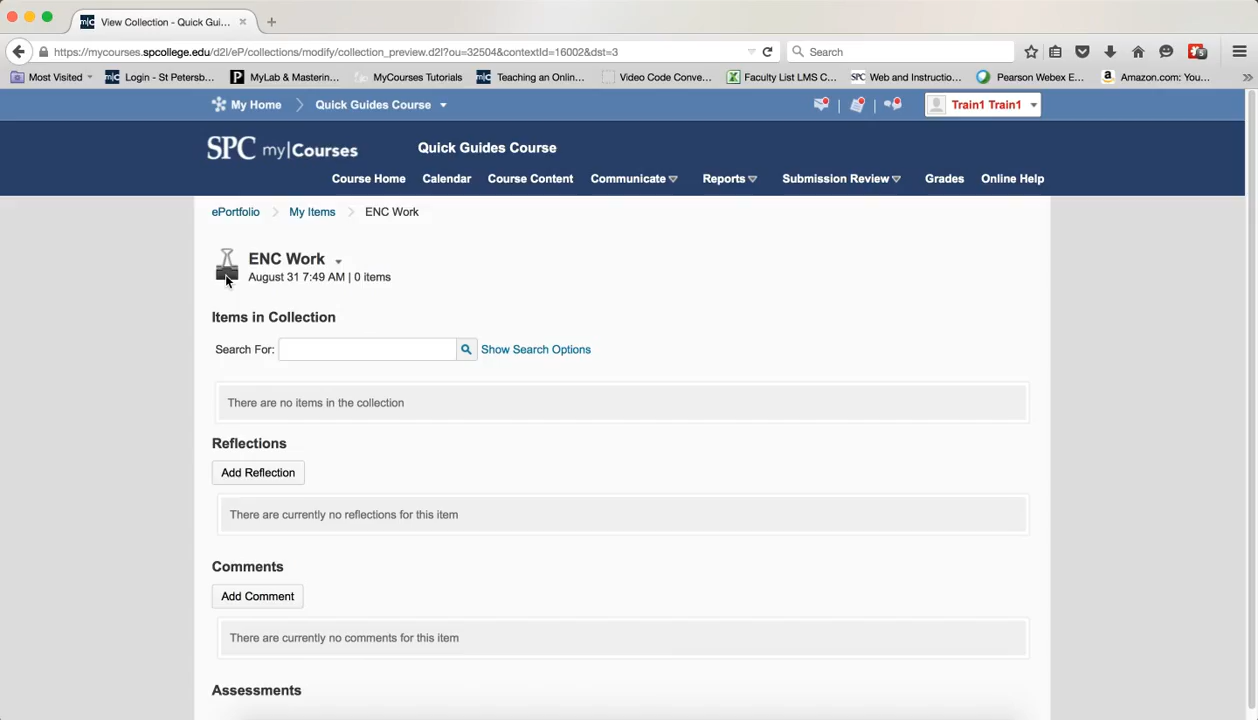 View Collection - Quick Gui...
https://mycourses.spcollege.edu/d2l/eP/collections/modify/collection_preview.d2l?ou=32504&contextId=16002&dst=3
Search
Most Visited
Login - St Petersb...
MyLab & Mastering...
MyCourses Tutorials
Teaching an Onlin...
Video Code Conve...
Faculty List LMS C...
SPC Web and Instructio...
Pearson Webex E...
Amazon.com: You...
My Home
Quick Guides Course
Train1 Train1
SPC my|Courses
Quick Guides Course
Course Home
Calendar
Course Content
Communicate
Reports
Submission Review
Grades
Online Help
ePortfolio
My Items
ENC Work
ENC Work
August 31 7:49 AM | 0 items
Items in Collection
Search For:
Show Search Options
There are no items in the collection
Reflections
Add Reflection
There are currently no reflections for this item
Comments
Add Comment
There are currently no comments for this item
Assessments